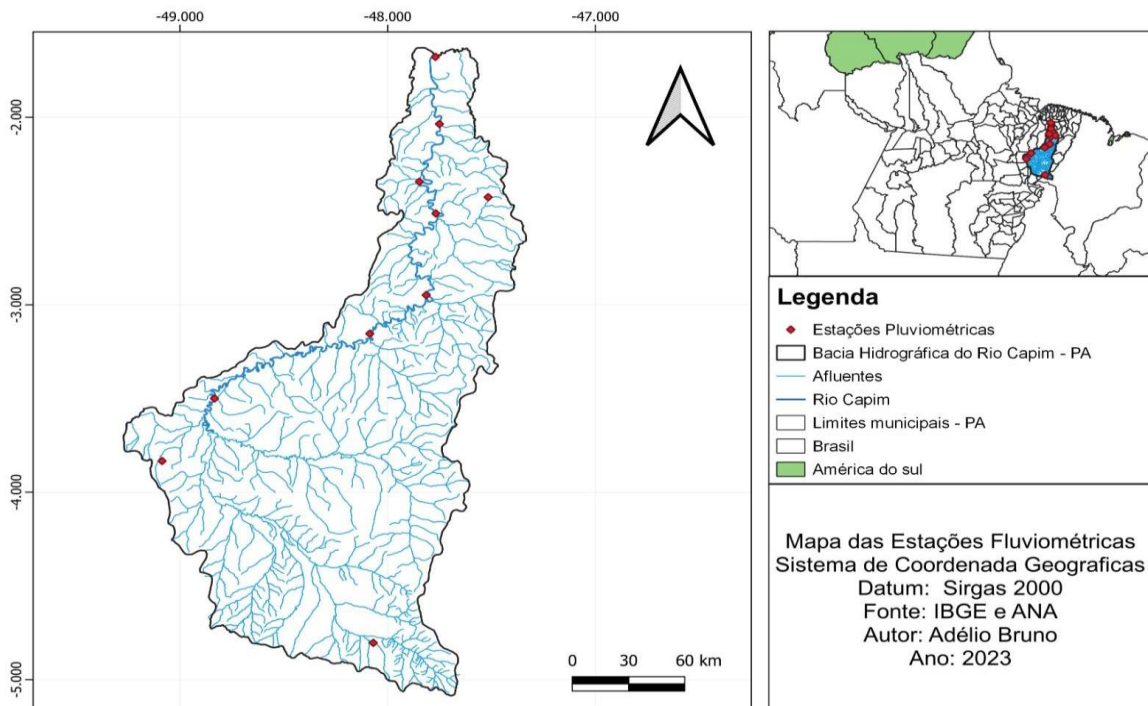 -49.000 -48.000 -47.000
-2.000
-3.000
-4.000
-5.000
0 30 60 km
Legenda
Estações Pluviométricas
Bacia Hidrográfica do Rio Capim - PA
Afluentes
Rio Capim
Limites municipais - PA
Brasil
América do sul
Mapa das Estações Fluviométricas
Sistema de Coordenada Geograficas
Datum: Sirgas 2000
Fonte: IBGE e ANA
Autor: Adélio Bruno
Ano: 2023